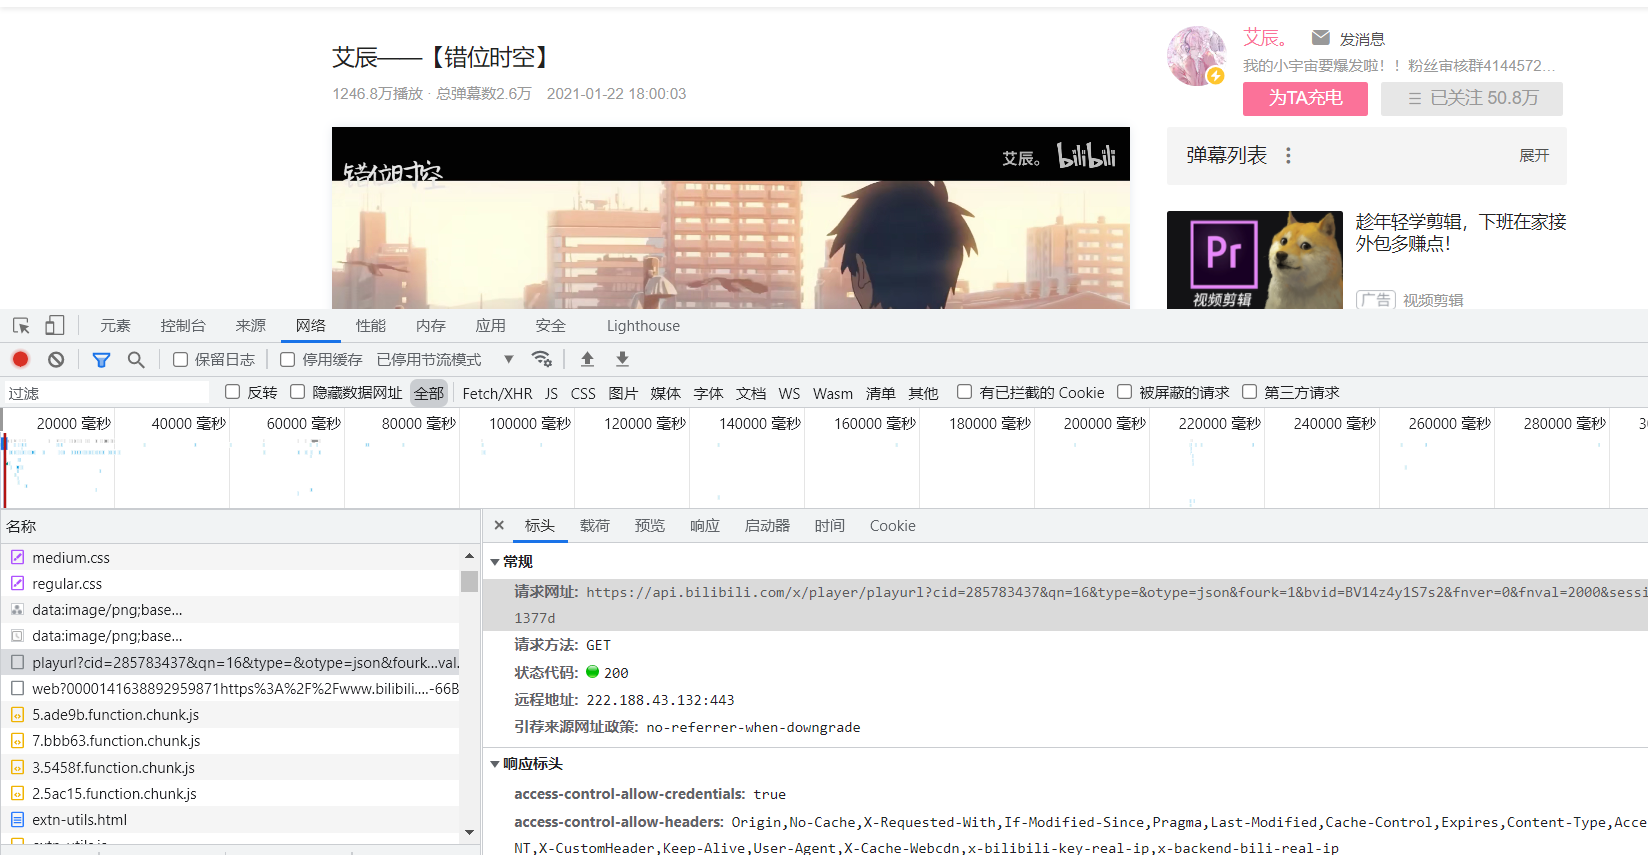 艾辰——【错位时空】
1246.8万播放 · 总弹幕数2.6万 2021-01-22 18:00:03
艾辰。 发消息
我的小宇宙要爆发啦！！粉丝审核群4144572...
为TA充电 已关注 50.8万
错位时空
艾辰。 bilibili
弹幕列表 展开
Pr
视频剪辑
趁年轻学剪辑，下班在家接
外包多赚点！
广告 视频剪辑
元素 控制台 来源 网络 性能 内存 应用 安全 Lighthouse
保留日志 停用缓存 已停用节流模式
过滤 反转 隐藏数据网址 全部 Fetch/XHR JS CSS 图片 媒体 字体 文档 WS Wasm 清单 其他 有已拦截的 Cookie 被屏蔽的请求 第三方请求
20000 毫秒 40000 毫秒 60000 毫秒 80000 毫秒 100000 毫秒 120000 毫秒 140000 毫秒 160000 毫秒 180000 毫秒 200000 毫秒 220000 毫秒 240000 毫秒 260000 毫秒 280000 毫秒
名称
medium.css
regular.css
data:image/png;base...
data:image/png;base...
playurl?cid=285783437&qn=16&type=&otype=json&fourk...val.
web?0000141638892959871https%3A%2F%2Fwww.bilibili....-66B
5.ade9b.function.chunk.js
7.bbb63.function.chunk.js
3.5458f.function.chunk.js
2.5ac15.function.chunk.js
extn-utils.html
标头 载荷 预览 响应 启动器 时间 Cookie
常规
请求网址: https://api.bilibili.com/x/player/playurl?cid=285783437&qn=16&type=&otype=json&fourk=1&bvid=BV14z4y1S7s2&fnver=0&fnval=2000&sessi
1377d
请求方法: GET
状态代码: 200
远程地址: 222.188.43.132:443
引荐来源网址政策: no-referrer-when-downgrade
响应标头
access-control-allow-credentials: true
access-control-allow-headers: Origin,No-Cache,X-Requested-With,If-Modified-Since,Pragma,Last-Modified,Cache-Control,Expires,Content-Type,Acce
NT,X-CustomHeader,Keep-Alive,User-Agent,X-Cache-Webcdn,x-bilibili-key-real-ip,x-backend-bili-real-ip